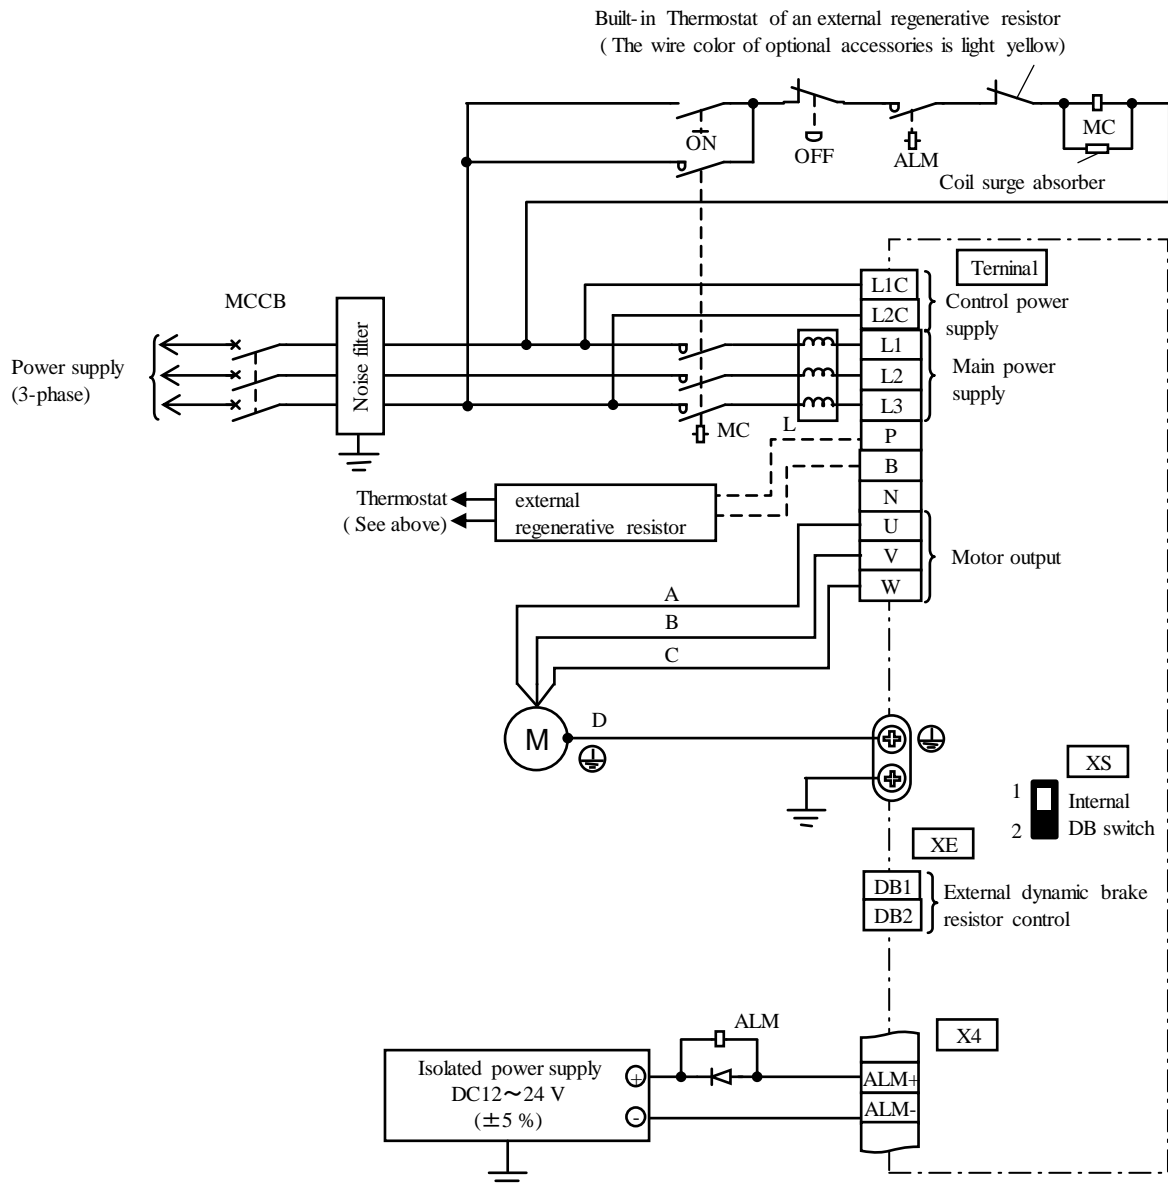 Built-in Thermostat of an external regenerative resistor
( The wire color of optional accessories is light yellow)
ON
OFF
ALM
MC
Coil surge absorber
Terninal
MCCB
L1C
L2C
Control power
supply
Power supply
(3-phase)
Noise filter
L1
L2
L3
Main power
supply
MC
L
P
B
N
Thermostat
( See above)
external
regenerative resistor
U
V
W
Motor output
A
B
C
D
M
XS
1
2
Internal
DB switch
XE
DB1
DB2
External dynamic brake
resistor control
ALM
X4
Isolated power supply
DC12～24 V
(±5 %)
+
-
ALM+
ALM-